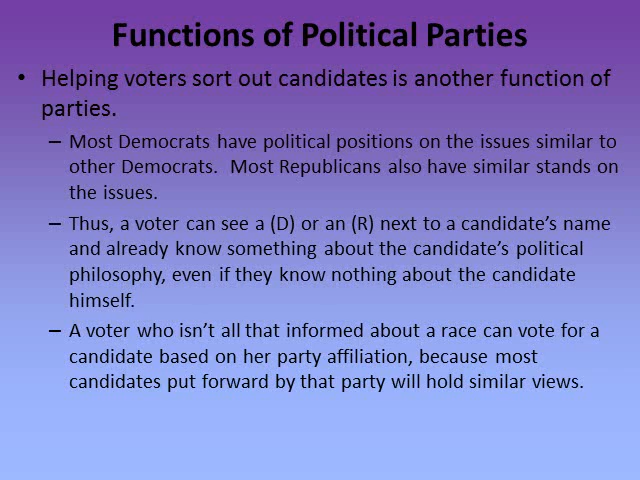 Functions of Political Parties
• Helping voters sort out candidates is another function of
parties.
– Most Democrats have political positions on the issues similar to
other Democrats.  Most Republicans also have similar stands on
the issues.
– Thus, a voter can see a (D) or an (R) next to a candidate’s name
and already know something about the candidate’s political
philosophy, even if they know nothing about the candidate
himself.
– A voter who isn’t all that informed about a race can vote for a
candidate based on her party affiliation, because most
candidates put forward by that party will hold similar views.